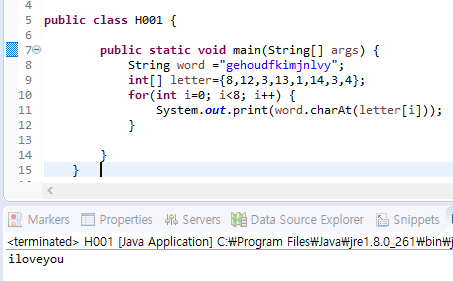 4
5 public class H001 {
6
7 public static void main(String[] args) {
8 String word ="gehoudfkimjnlvy";
9 int[] letter={8,12,3,13,1,14,3,4};
10 for(int i=0; i<8; i++) {
11 System.out.print(word.charAt(letter[i]));
12 }
13
14 }
15 }
Markers Properties Servers Data Source Explorer Snippets
<terminated> H001 [Java Application] C:₩Program Files₩Java₩jre1.8.0_261₩bin₩j
iloveyou